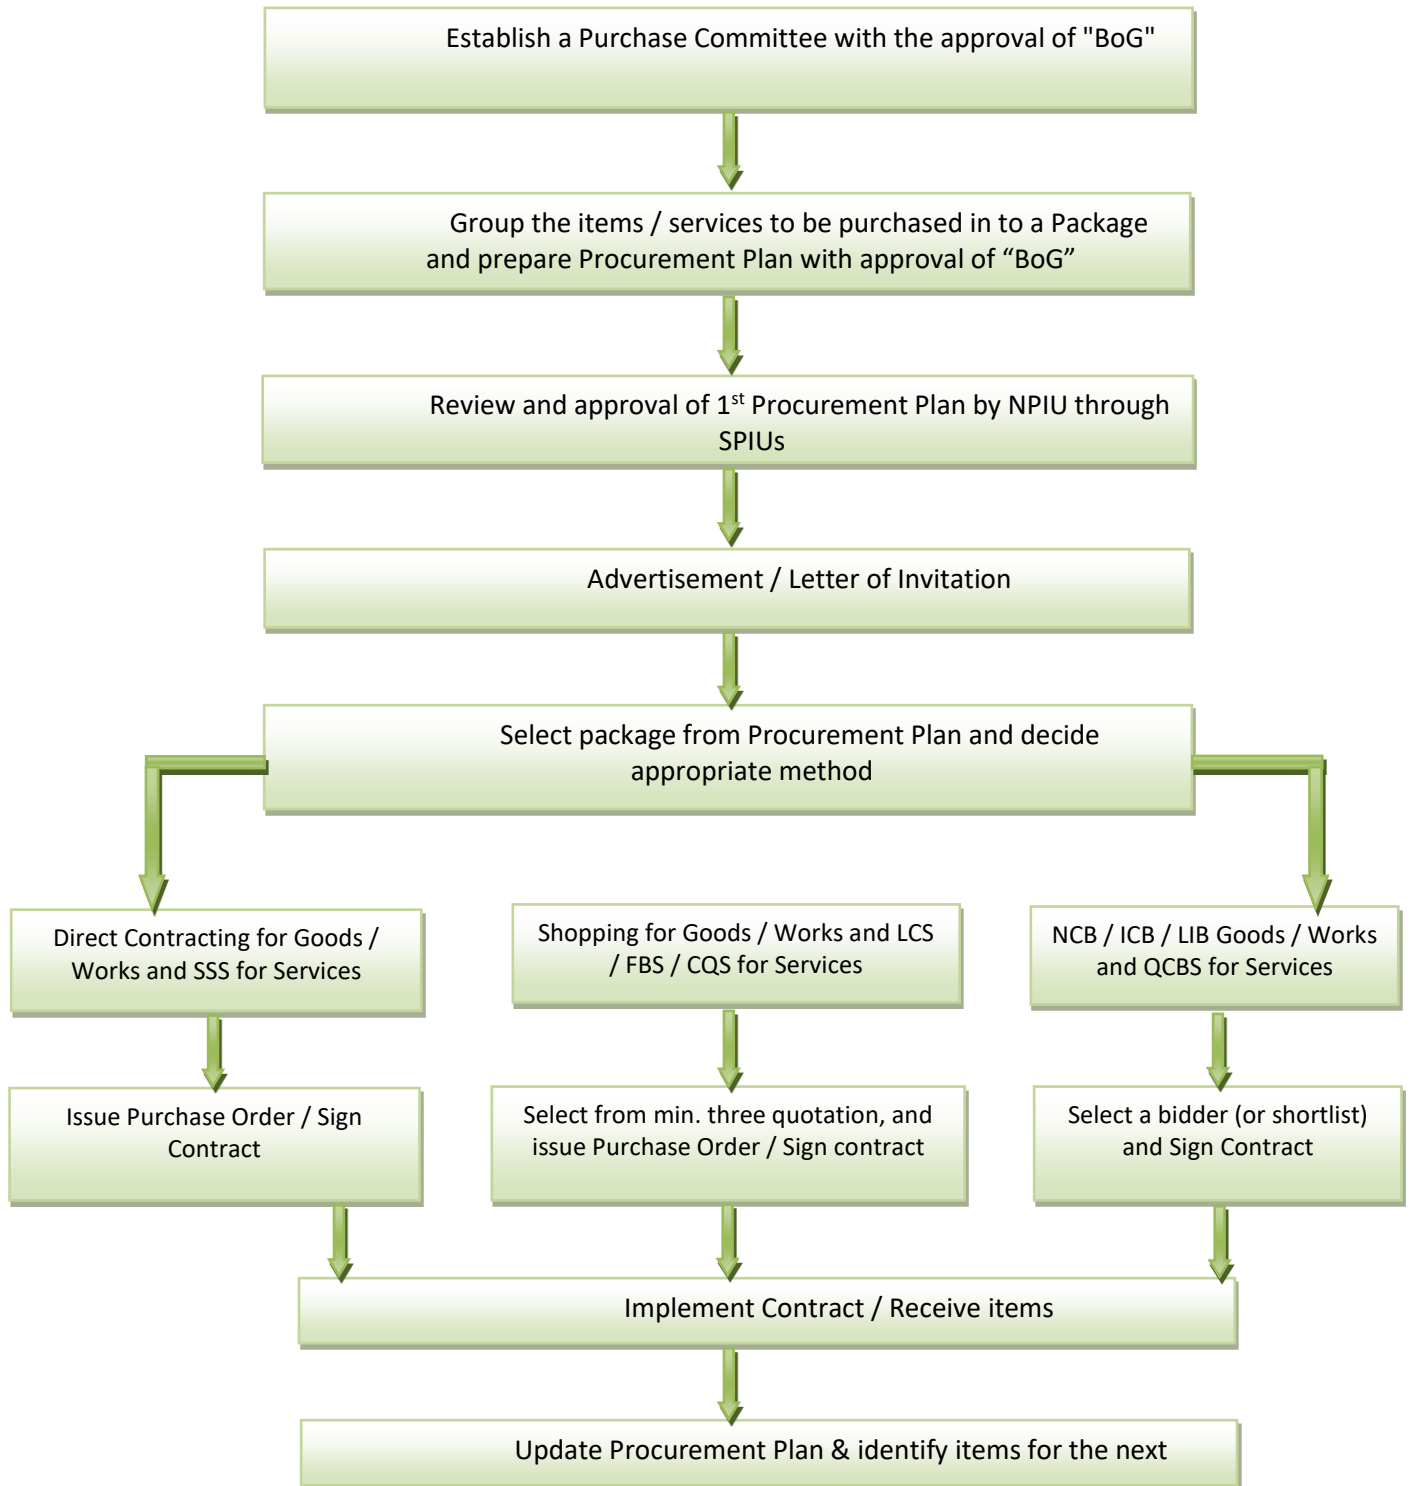 Establish a Purchase Committee with the approval of "BoG"
Group the items / services to be purchased in to a Package
and prepare Procurement Plan with approval of “BoG”
Review and approval of 1st Procurement Plan by NPIU through
SPIUs
Advertisement / Letter of Invitation
Select package from Procurement Plan and decide
appropriate method
Direct Contracting for Goods /
Works and SSS for Services
Shopping for Goods / Works and LCS
/ FBS / CQS for Services
NCB / ICB / LIB Goods / Works
and QCBS for Services
Issue Purchase Order / Sign
Contract
Select from min. three quotation, and
issue Purchase Order / Sign contract
Select a bidder (or shortlist)
and Sign Contract
Implement Contract / Receive items
Update Procurement Plan & identify items for the next